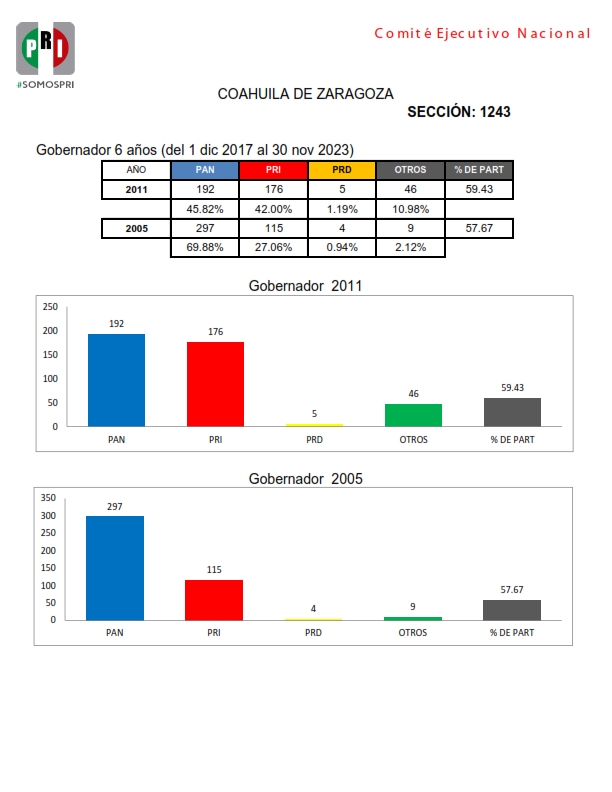 PRI
#SOMOSPRI
Comité Ejecutivo Nacional
COAHUILA DE ZARAGOZA
SECCIÓN: 1243
Gobernador 6 años (del 1 dic 2017 al 30 nov 2023)
AÑO PAN PRI PRD OTROS % DE PART
2011 192 176 5 46 59.43
45.82% 42.00% 1.19% 10.98%
2005 297 115 4 9 57.67
69.88% 27.06% 0.94% 2.12%
Gobernador 2011
250
200
150
100
50
0
192
176
5
46
59.43
PAN PRI PRD OTROS % DE PART
Gobernador 2005
350
300
250
200
150
100
50
0
297
115
4
9
57.67
PAN PRI PRD OTROS % DE PART